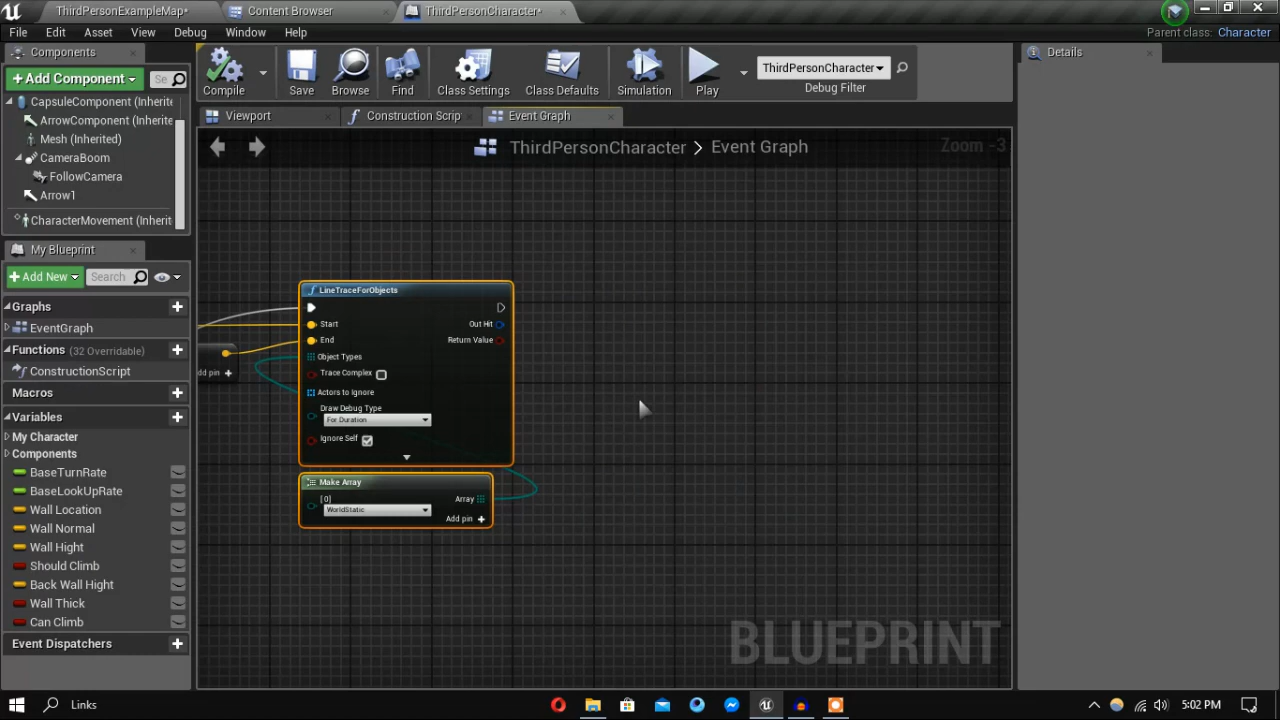 ThirdPersonExampleMap*
Content Browser
ThirdPersonCharacter*
File Edit Asset View Debug Window Help
Parent class: Character
Components
+Add Component
Se
CapsuleComponent (Inherited
ArrowComponent (Inherite
Mesh (Inherited)
CameraBoom
FollowCamera
Arrow1
CharacterMovement (Inherit
Compile
Save
Browse
Find
Class Settings
Class Defaults
Simulation
Play
ThirdPersonCharacter
Debug Filter
Details
Viewport
Construction Scrip
Event Graph
ThirdPersonCharacter > Event Graph
Zoom -3
My Blueprint
+Add New
Search
Graphs
EventGraph
Functions (32 Overridable)
ConstructionScript
Macros
Variables
My Character
Components
BaseTurnRate
BaseLookUpRate
Wall Location
Wall Normal
Wall Hight
Should Climb
Back Wall Hight
Wall Thick
Can Climb
Event Dispatchers
LineTraceForObjects
Start
Out Hit
End
Return Value
Object Types
Trace Complex
Actors to Ignore
Draw Debug Type
For Duration
Ignore Self
dd pin +
Make Array
[0]
WorldStatic
Array
Add pin +
BLUEPRINT
Links
5:02 PM